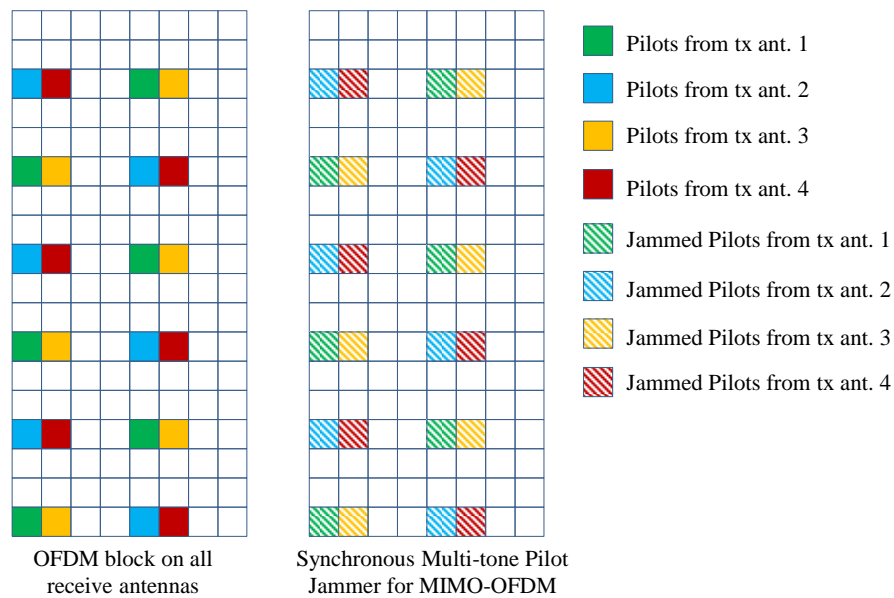 Pilots from tx ant. 1
Pilots from tx ant. 2
Pilots from tx ant. 3
Pilots from tx ant. 4
Jammed Pilots from tx ant. 1
Jammed Pilots from tx ant. 2
Jammed Pilots from tx ant. 3
Jammed Pilots from tx ant. 4
OFDM block on all
receive antennas
Synchronous Multi-tone Pilot
Jammer for MIMO-OFDM